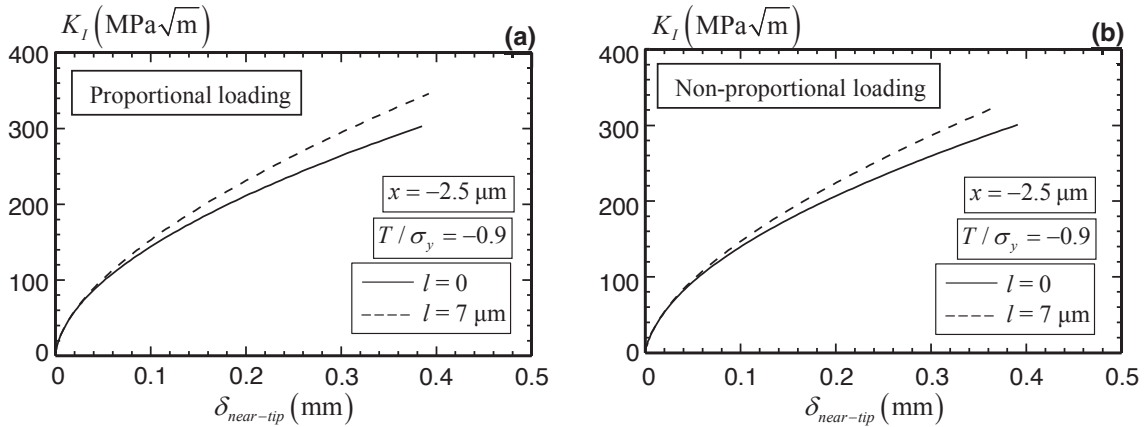 K_I (MPa√m)
(a)
400
300
200
100
0
Proportional loading
x = −2.5 μm
T / σ_y = −0.9
l = 0
l = 7 μm
0 0.1 0.2 0.3 0.4 0.5
δ_near−tip (mm)
K_I (MPa√m)
(b)
400
300
200
100
0
Non-proportional loading
x = −2.5 μm
T / σ_y = −0.9
l = 0
l = 7 μm
0 0.1 0.2 0.3 0.4 0.5
δ_near−tip (mm)